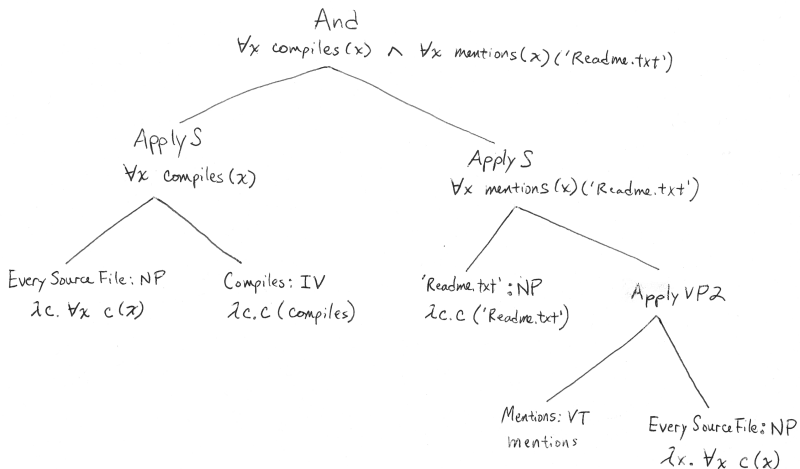 And
∀x compiles(x) ∧ ∀x mentions(x)('Readme.txt')
Apply S
∀x compiles(x)
Apply S
∀x mentions(x)('Readme.txt')
Every Source File: NP
λc. ∀x c(x)
Compiles: IV
λc.c (compiles)
'Readme.txt': NP
λc.c ('Readme.txt')
Apply VP2
Mentions: VT
mentions
Every Source File: NP
λx. ∀x c(x)